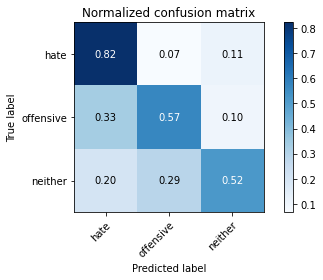 Normalized confusion matrix
hate 0.82 0.07 0.11
offensive 0.33 0.57 0.10
neither 0.20 0.29 0.52
hate offensive neither
True label
Predicted label
0.8
0.7
0.6
0.5
0.4
0.3
0.2
0.1